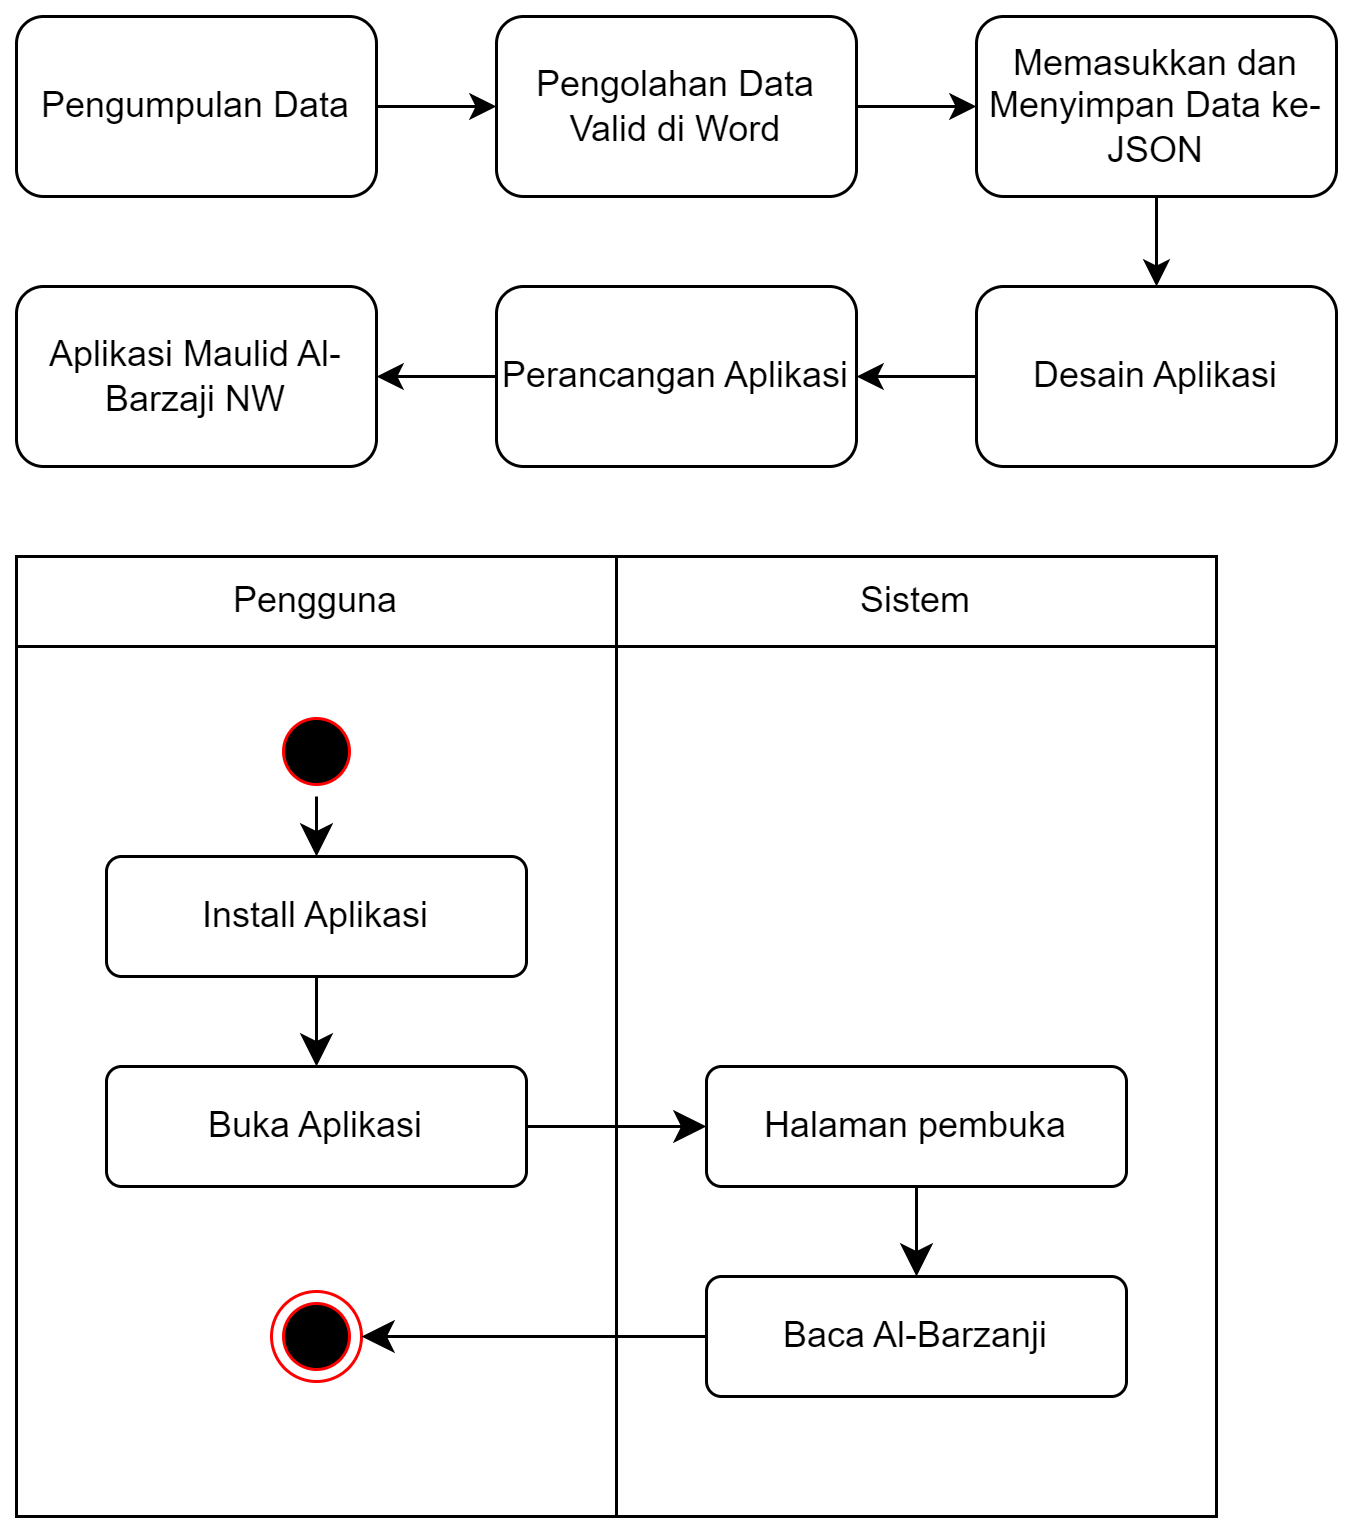 Pengumpulan Data
Pengolahan Data
Valid di Word
Memasukkan dan
Menyimpan Data ke-
JSON
Aplikasi Maulid Al-
Barzaji NW
Perancangan Aplikasi
Desain Aplikasi
Pengguna
Sistem
Install Aplikasi
Buka Aplikasi
Halaman pembuka
Baca Al-Barzanji